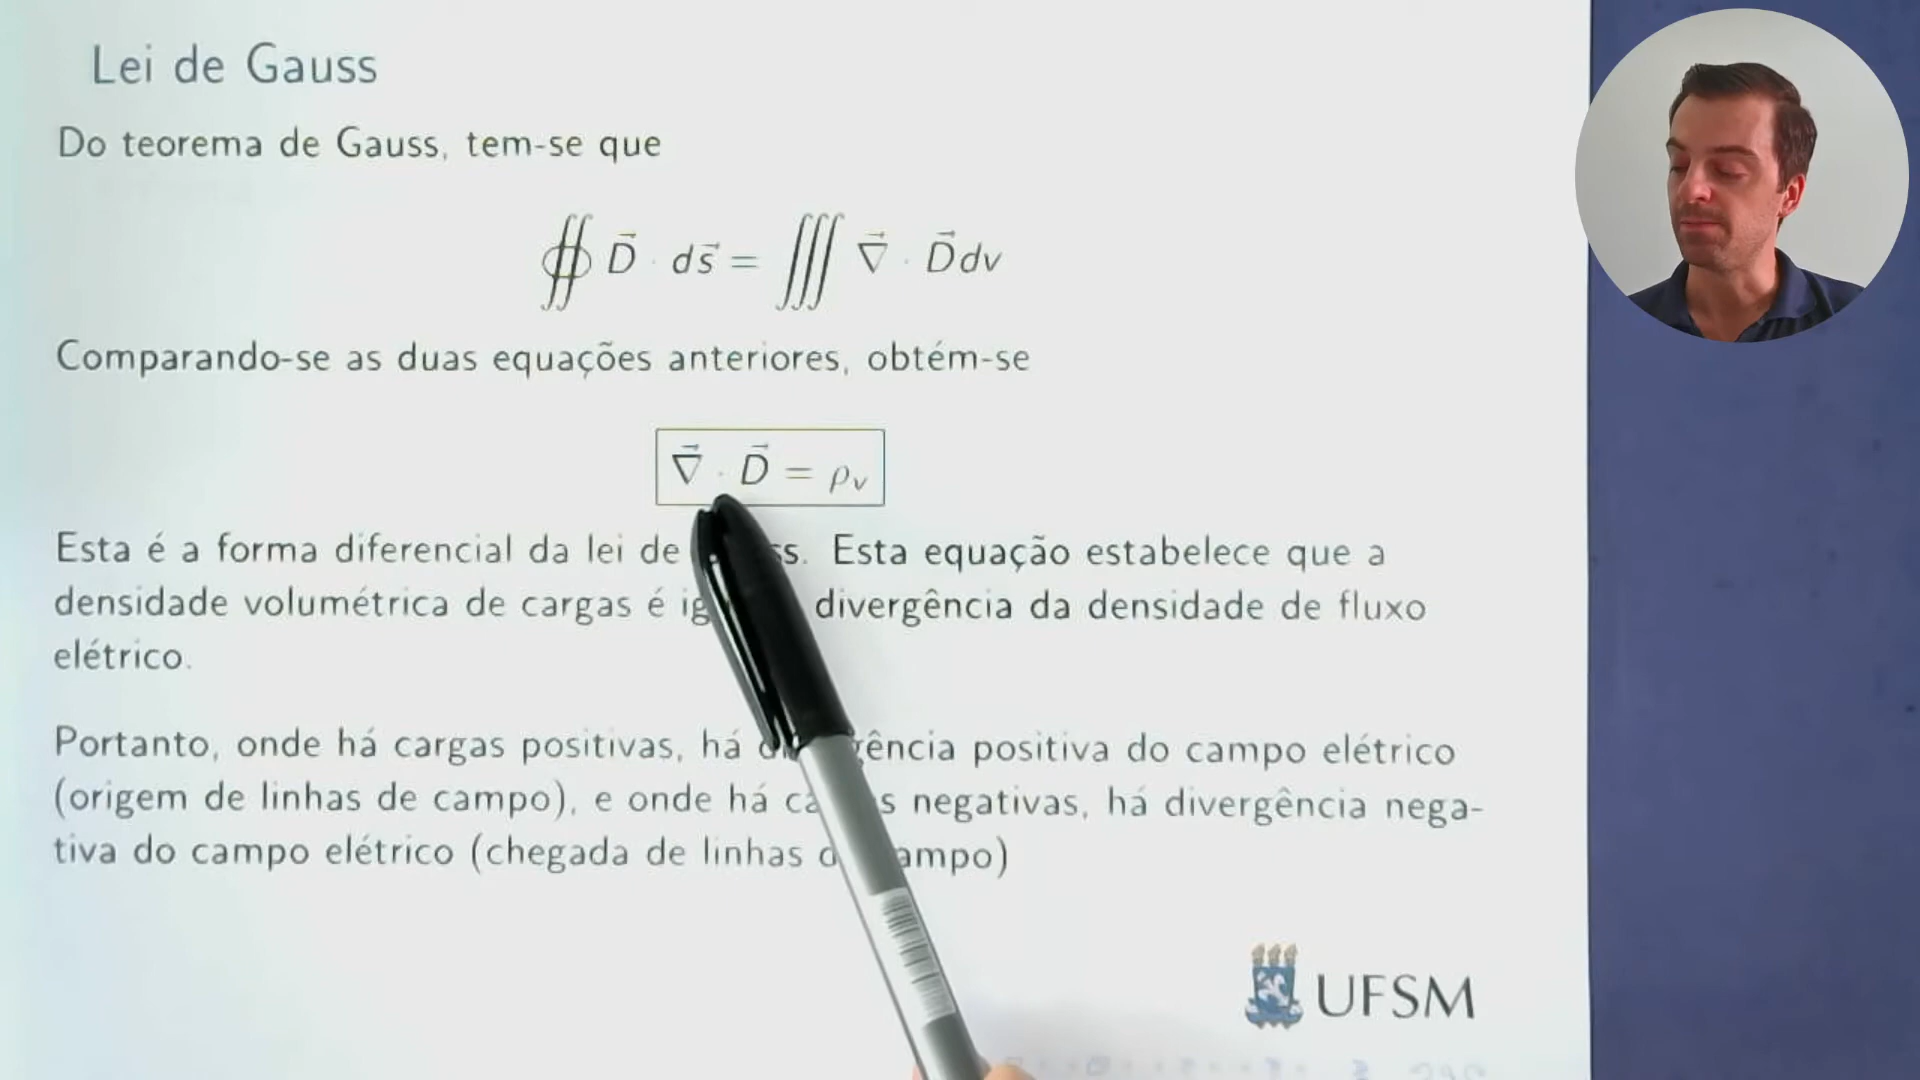 Lei de Gauss
Do teorema de Gauss, tem-se que
∯ D⃗ · ds⃗ = ∭ ∇⃗ · D⃗dv
Comparando-se as duas equações anteriores, obtém-se
∇⃗ · D⃗ = ρᵥ
Esta é a forma diferencial da lei de Esta equação estabelece que a
densidade volumétrica de cargas é divergência da densidade de fluxo
elétrico.
Portanto, onde há cargas positivas, há positiva do campo elétrico
(origem de linhas de campo), e onde há negativas, há divergência nega-
tiva do campo elétrico (chegada de linhas
UFSM